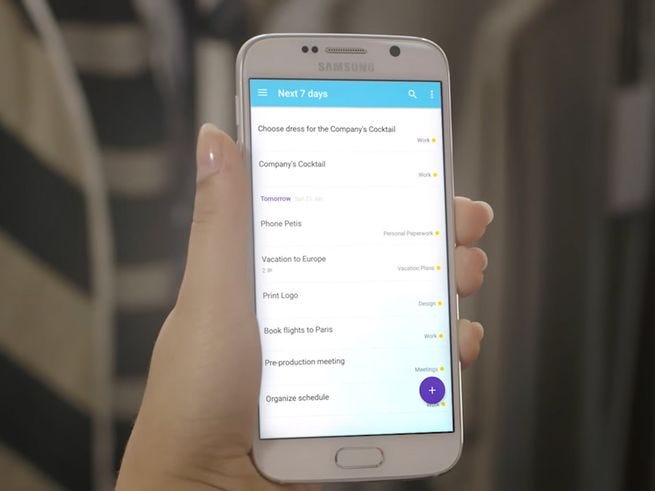 SAMSUNG
Next 7 days
Choose dress for the Company's Cocktail
Work
Company's Cocktail
Work
Tomorrow
Phone Petis
Personal Paperwork
Vacation to Europe
2
Vacation Plans
Print Logo
Design
Book flights to Paris
Work
Pre-production meeting
Meetings
+
Organize schedule
Work